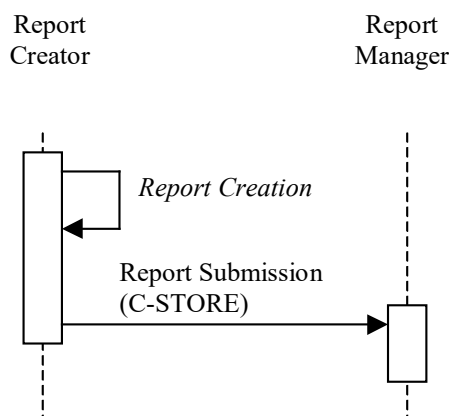 Report
Creator
Report
Manager
Report Creation
Report Submission
(C-STORE)